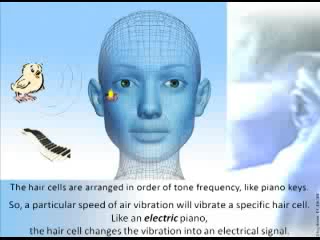 The hair cells are arranged in order of tone frequency, like piano keys.
So, a particular speed of air vibration will vibrate a specific hair cell.
Like an electric piano,
the hair cell changes the vibration into an electrical signal.